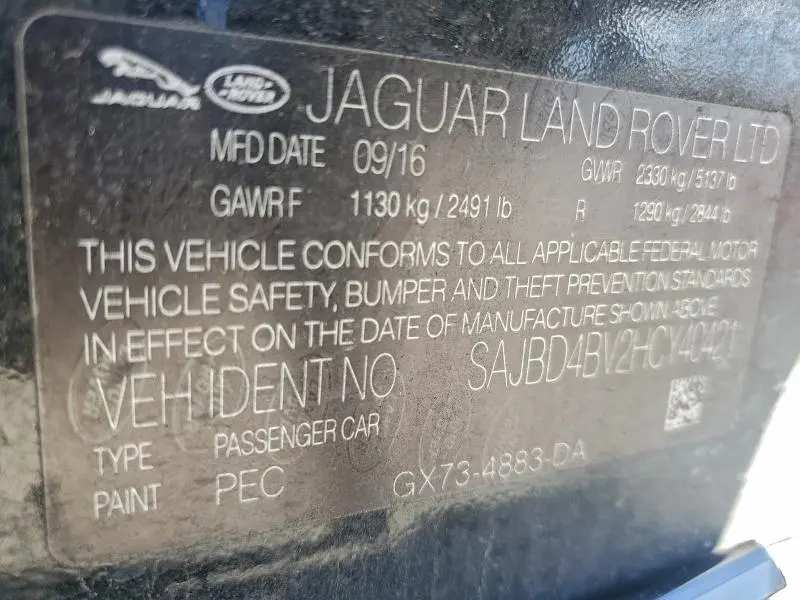 JAGUAR
LAND ROVER
JAGUAR LAND ROVER LTD
MFD DATE 09/16 GVWR 2330 kg / 5137 lb
GAWR F 1130 kg / 2491 lb R 1290 kg / 2844 lb
THIS VEHICLE CONFORMS TO ALL APPLICABLE FEDERAL MOTOR
VEHICLE SAFETY, BUMPER AND THEFT PREVENTION STANDARDS
IN EFFECT ON THE DATE OF MANUFACTURE SHOWN ABOVE
VEH IDENT NO SAJBD4BV2HCY40421
TYPE PASSENGER CAR
PAINT PEC GX73-4883-DA